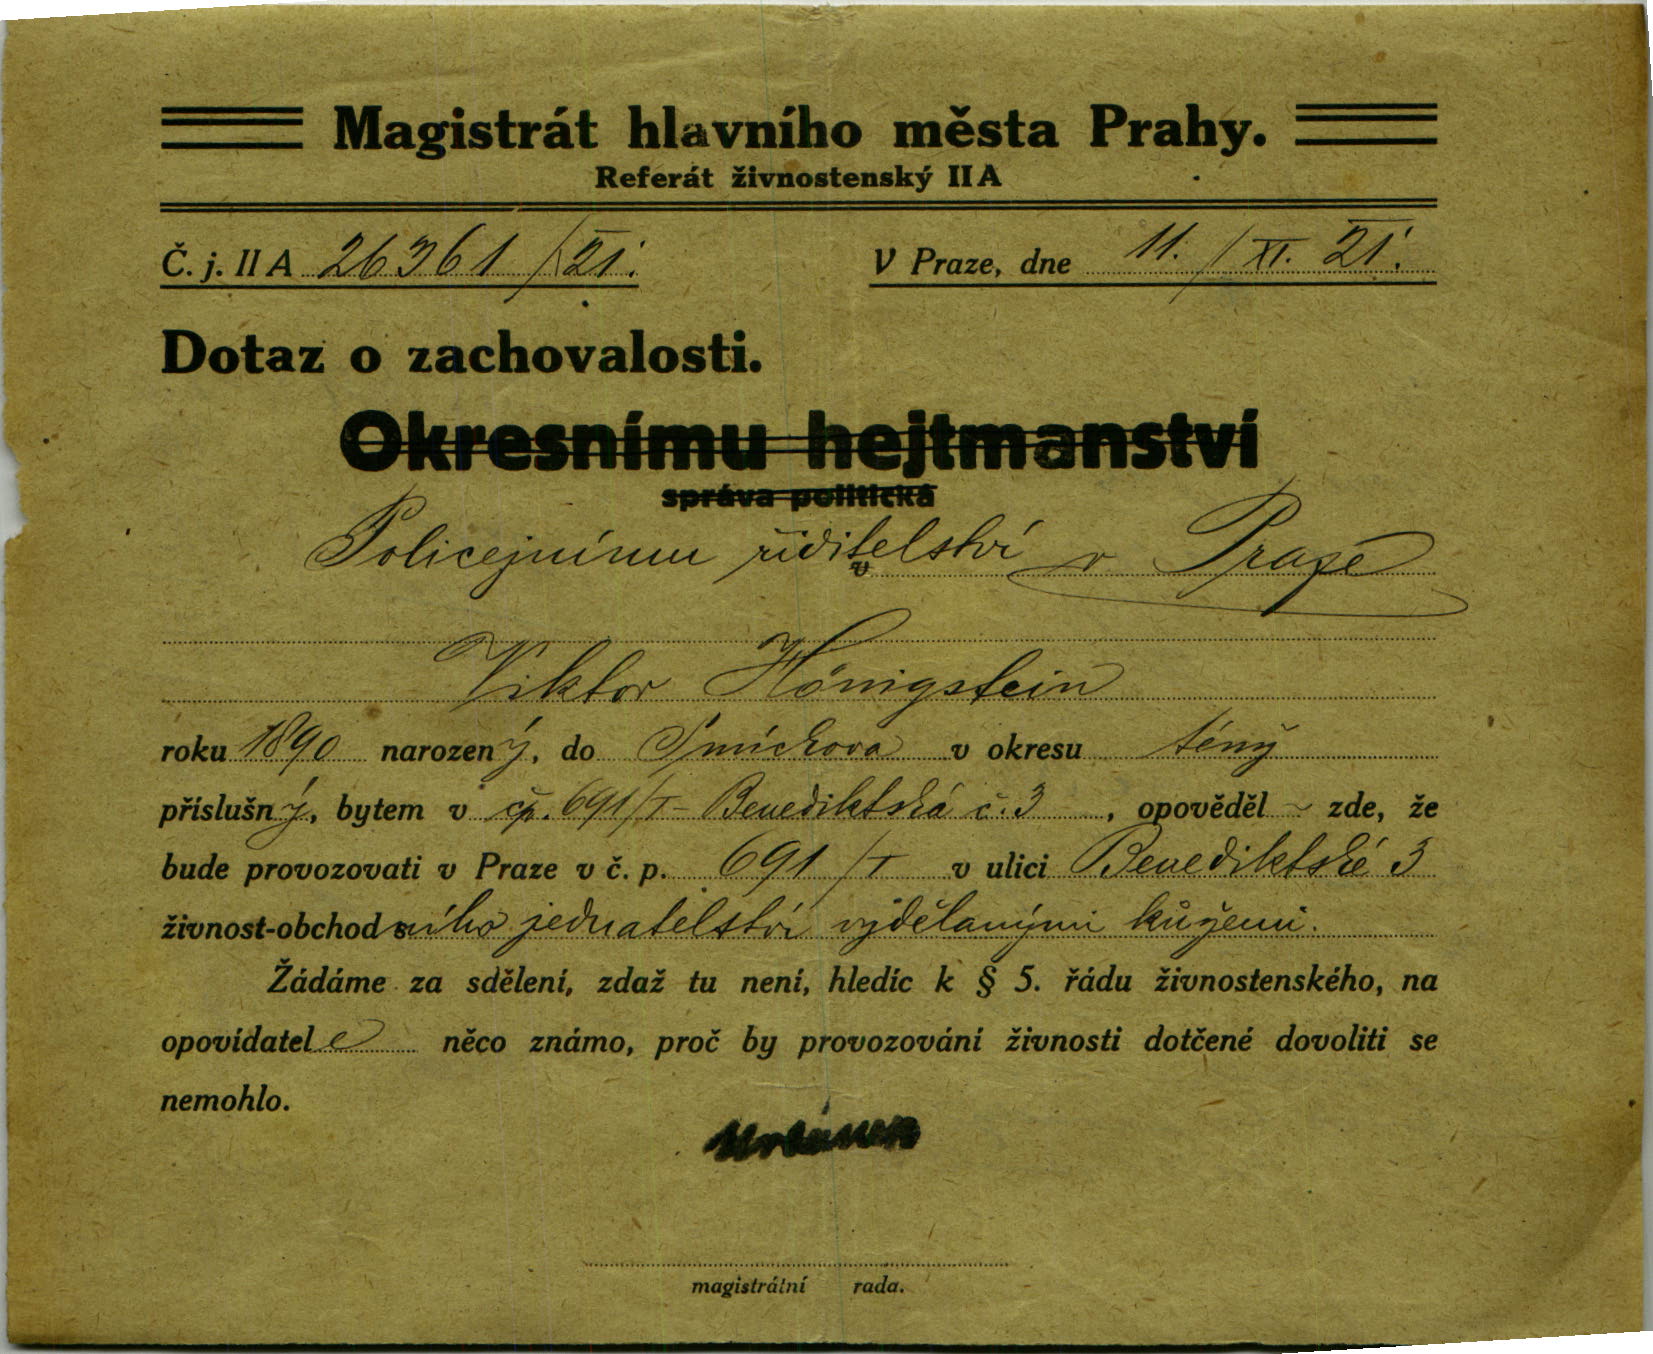 Magistrát hlavního města Prahy.
Referát živnostenský II A
Č. j. II A 26361/21. V Praze, dne 11./XI. 21.
Dotaz o zachovalosti.
Okresnímu hejtmanství
správa politická
Policejnímu řiditelství v Praze
v
Viktor Hönigstein
roku 1890 narozený, do Smíchova v okresu témž
příslušný, bytem v čp. 691/I - Benediktská č. 3, opověděl ~ zde, že
bude provozovati v Praze v č. p. 691/I v ulici Benediktské 3
živnost-obchodního jednatelství vydělanými kůžemi.
Žádáme za sdělení, zdaž tu není, hledíc k § 5. řádu živnostenského, na
opovídatele něco známo, proč by provozování živnosti dotčené dovoliti se
nemohlo.
magistrátní rada.